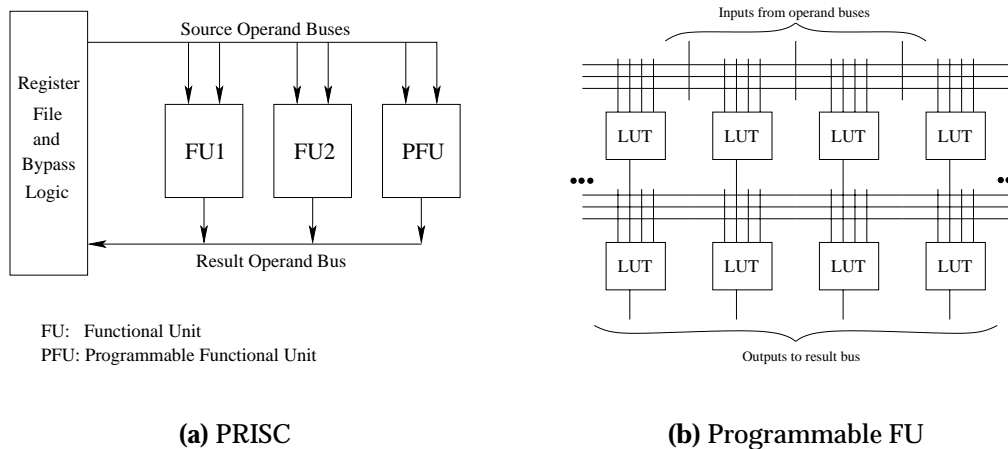 Source Operand Buses
Register
File
and
Bypass
Logic
FU1
FU2
PFU
Result Operand Bus
FU: Functional Unit
PFU: Programmable Functional Unit
(a) PRISC
Inputs from operand buses
LUT
LUT
LUT
LUT
LUT
LUT
LUT
LUT
Outputs to result bus
(b) Programmable FU